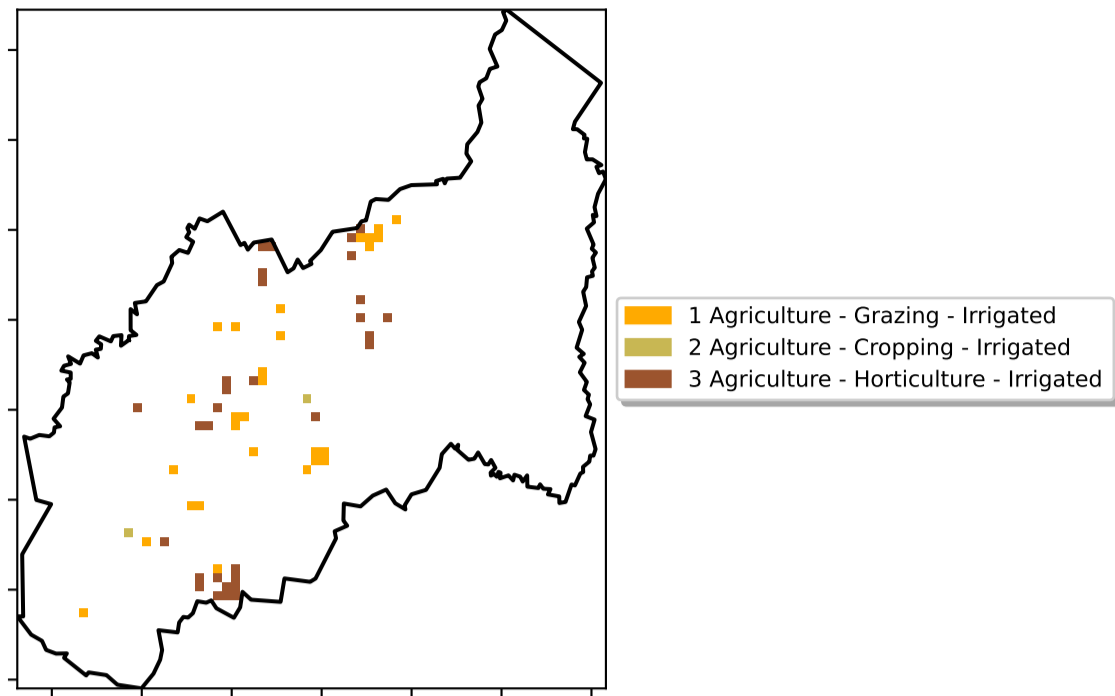 1 Agriculture - Grazing - Irrigated
2 Agriculture - Cropping - Irrigated
3 Agriculture - Horticulture - Irrigated